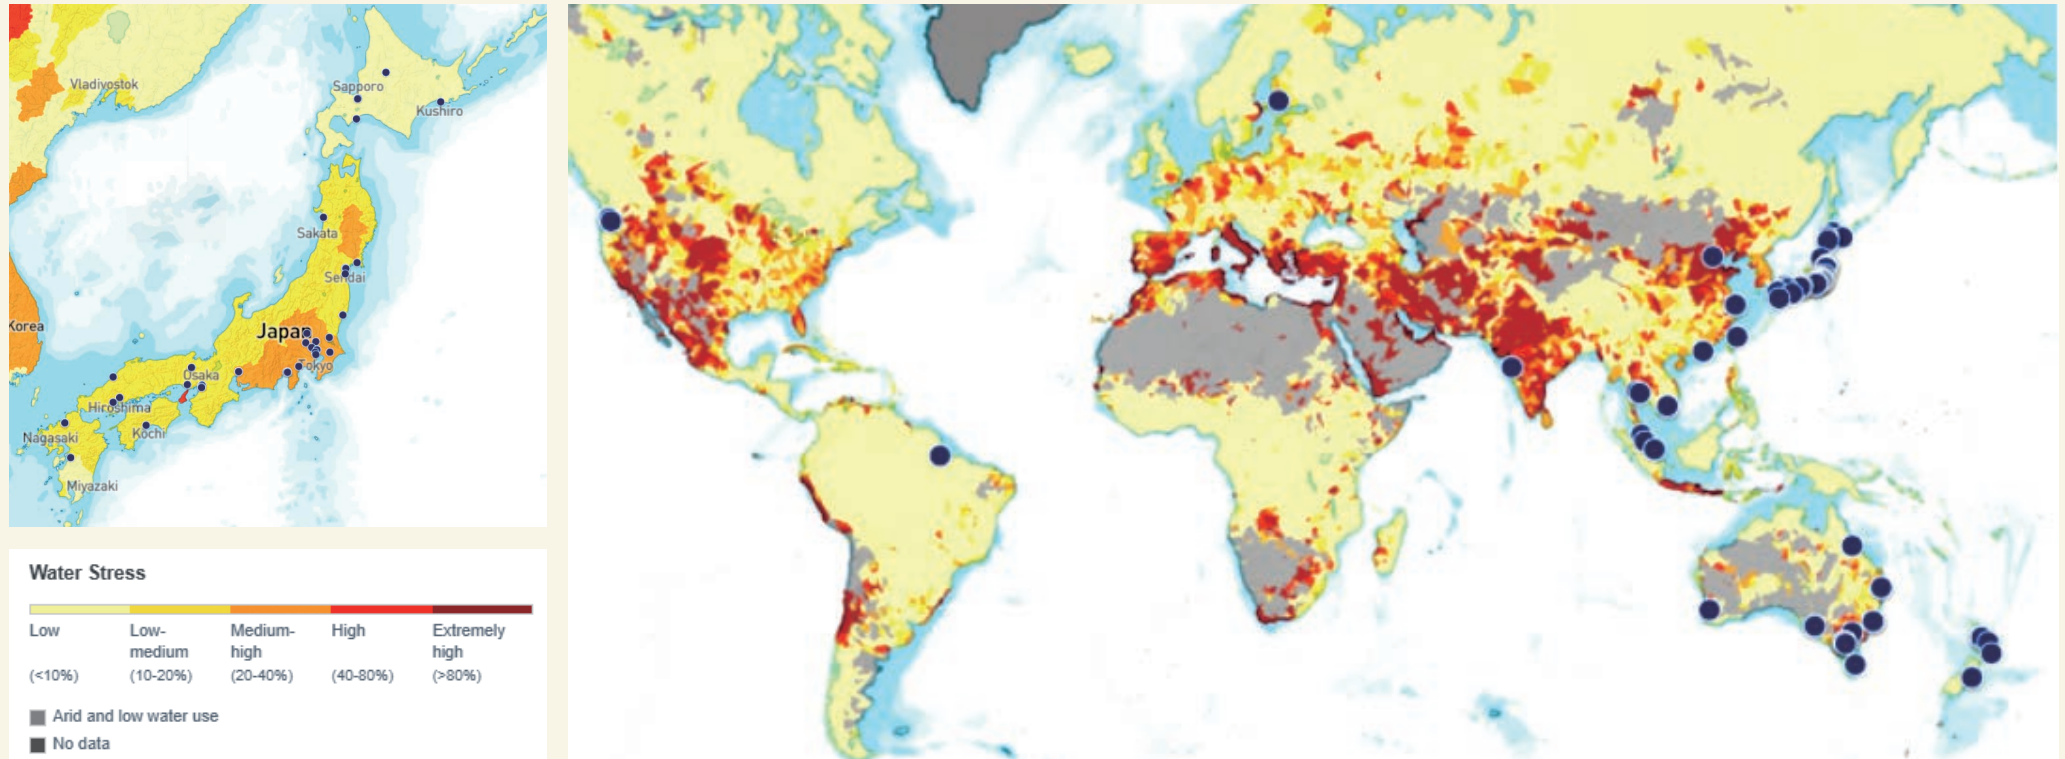 Vladivostok
Sapporo
Kushiro
Sakata
Sendai
Korea
Japan
Tokyo
Osaka
Hiroshima
Nagasaki
Kochi
Miyazaki
Water Stress
Low
Low-
medium
Medium-
high
High
Extremely
high
(<10%)
(10-20%)
(20-40%)
(40-80%)
(>80%)
Arid and low water use
No data